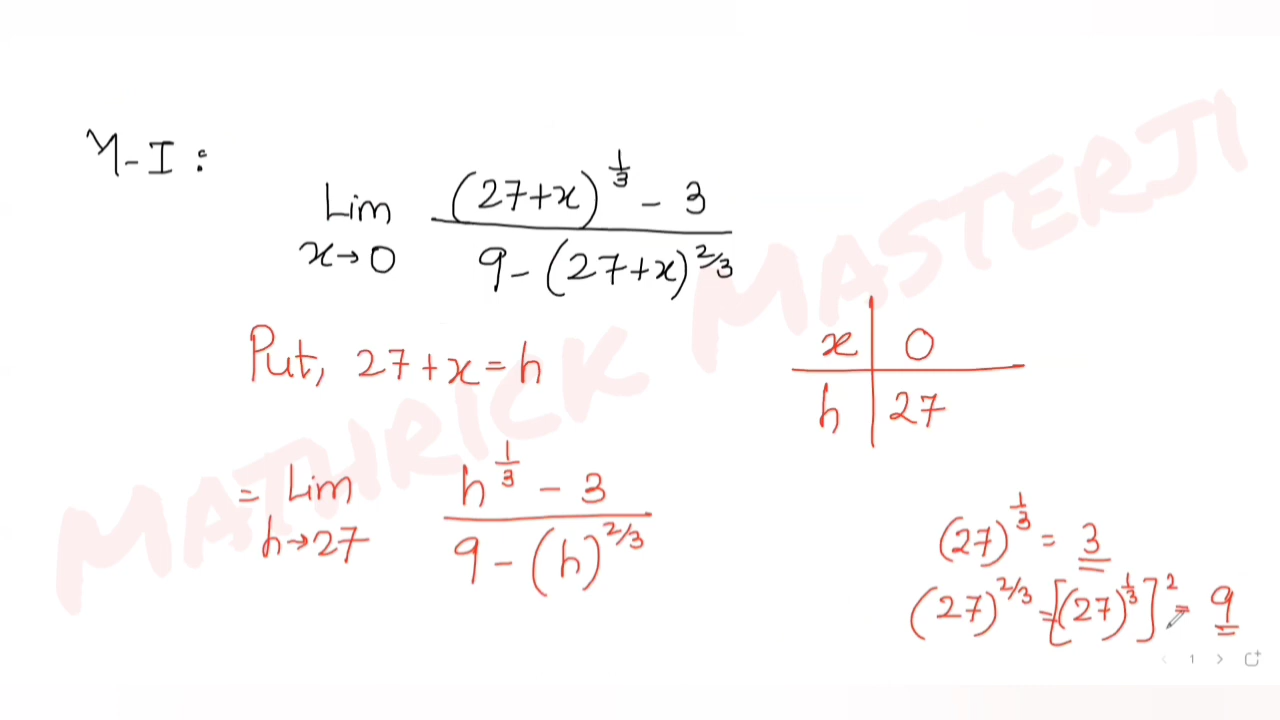 M-I :
Lim x→0 ((27+x)^(1/3) - 3) / (9 - (27+x)^(2/3))
Put, 27+x = h
x | 0
h | 27
= Lim h→27 (h^(1/3) - 3) / (9 - (h)^(2/3))
(27)^(1/3) = 3
(27)^(2/3) = [(27)^(1/3)]^2 = 9
MATHRICK MASTERJI
< 1 >